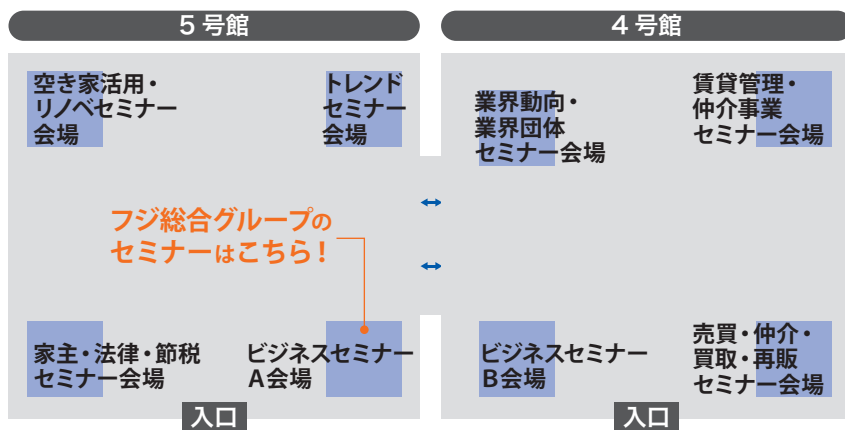 5号館
空き家活用・
リノベセミナー
会場
トレンド
セミナー
会場
フジ総合グループの
セミナーはこちら！
家主・法律・節税
セミナー会場
ビジネスセミナー
A会場
入口
4号館
業界動向・
業界団体
セミナー会場
賃貸管理・
仲介事業
セミナー会場
ビジネスセミナー
B会場
売買・仲介・
買取・再販
セミナー会場
入口